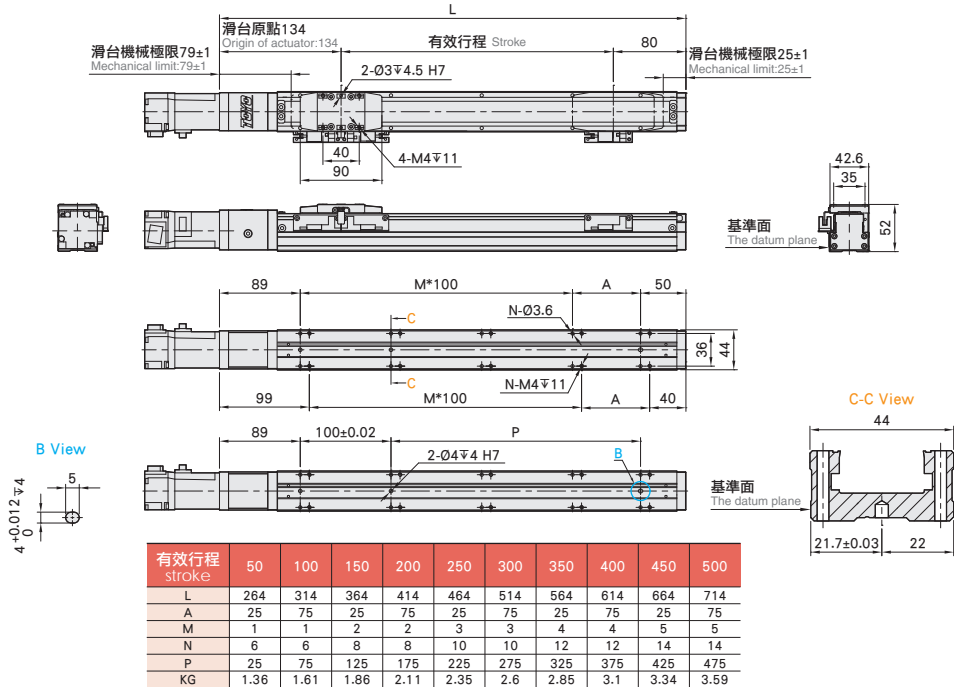 L
滑台原點134
Origin of actuator:134
有效行程 Stroke
80
滑台機械極限79±1
Mechanical limit:79±1
滑台機械極限25±1
Mechanical limit:25±1
2-Ø3↧4.5 H7
TOYO
4-M4↧11
40
90
42.6
35
52
基準面
The datum plane
89
M*100
A
50
N-Ø3.6
C
C
36
44
N-M4↧11
99
M*100
A
40
C-C View
44
B View
5
4 +0.012 ↧4
0
89
100±0.02
P
2-Ø4↧4 H7
B
基準面
The datum plane
21.7±0.03
22
有效行程 stroke 50 100 150 200 250 300 350 400 450 500
L 264 314 364 414 464 514 564 614 664 714
A 25 75 25 75 25 75 25 75 25 75
M 1 1 2 2 3 3 4 4 5 5
N 6 6 8 8 10 10 12 12 14 14
P 25 75 125 175 225 275 325 375 425 475
KG 1.36 1.61 1.86 2.11 2.35 2.6 2.85 3.1 3.34 3.59